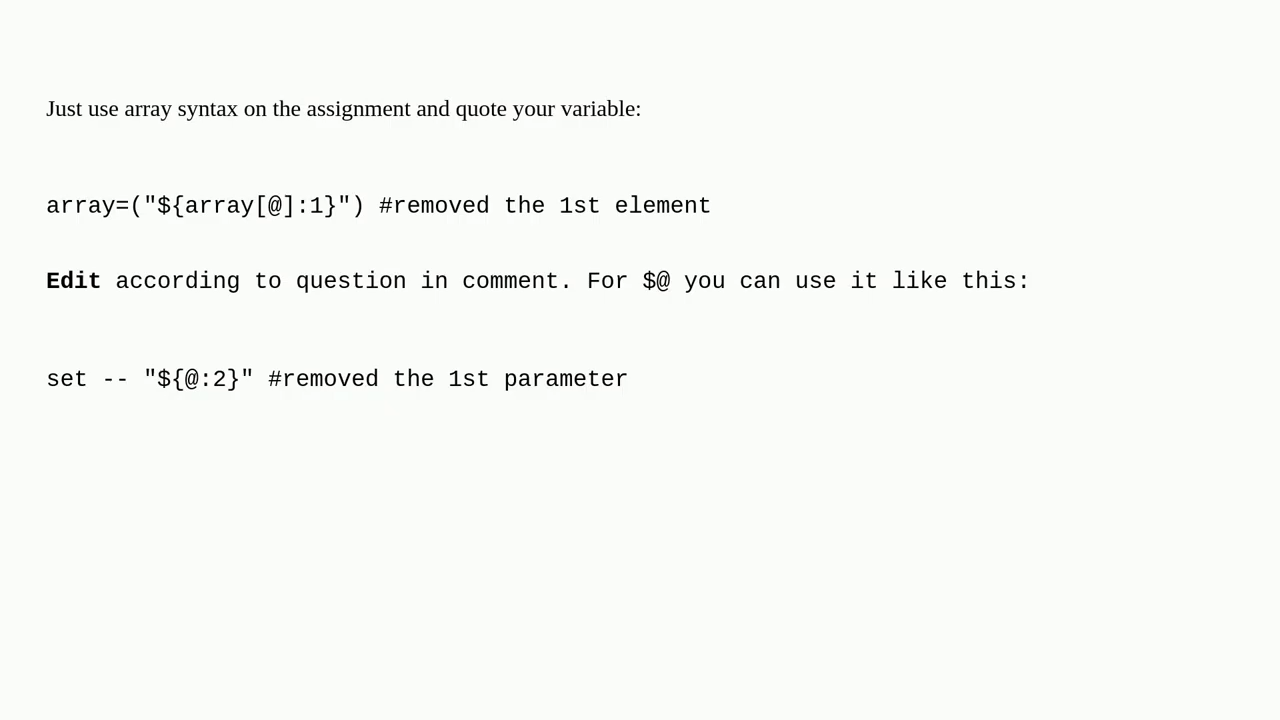 Just use array syntax on the assignment and quote your variable:
array=("${array[@]:1}") #removed the 1st element
Edit according to question in comment. For $@ you can use it like this:
set -- "${@:2}" #removed the 1st parameter